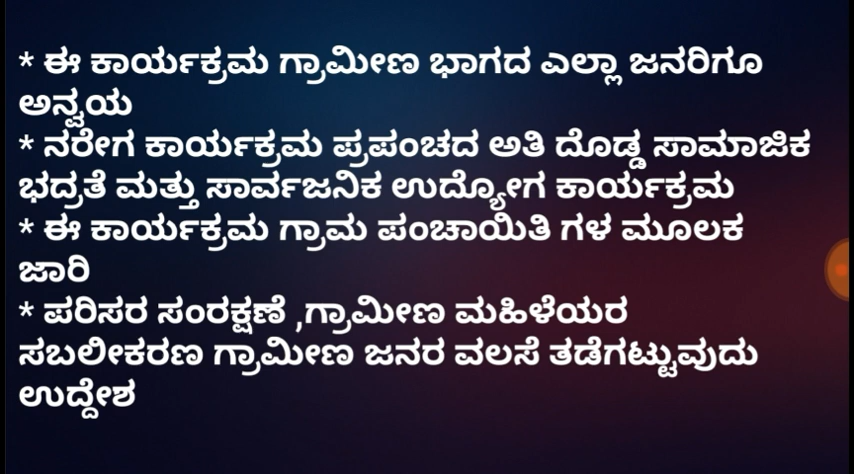 * ಈ ಕಾರ್ಯಕ್ರಮ ಗ್ರಾಮೀಣ ಭಾಗದ ಎಲ್ಲಾ ಜನರಿಗೂ
ಅನ್ವಯ
* ನರೇಗ ಕಾರ್ಯಕ್ರಮ ಪ್ರಪಂಚದ ಅತಿ ದೊಡ್ಡ ಸಾಮಾಜಿಕ
ಭದ್ರತೆ ಮತ್ತು ಸಾರ್ವಜನಿಕ ಉದ್ಯೋಗ ಕಾರ್ಯಕ್ರಮ
* ಈ ಕಾರ್ಯಕ್ರಮ ಗ್ರಾಮ ಪಂಚಾಯಿತಿ ಗಳ ಮೂಲಕ
ಜಾರಿ
* ಪರಿಸರ ಸಂರಕ್ಷಣೆ ,ಗ್ರಾಮೀಣ ಮಹಿಳೆಯರ
ಸಬಲೀಕರಣ ಗ್ರಾಮೀಣ ಜನರ ವಲಸೆ ತಡೆಗಟ್ಟುವುದು
ಉದ್ದೇಶ